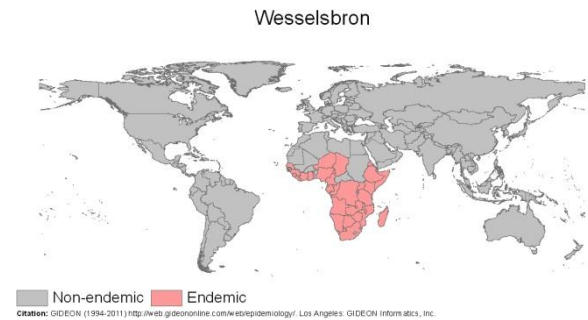 Wesselsbron
Non-endemic Endemic
Citation: GIDEON (1994-2011) http://web.gideononline.com/web/epidemiology/. Los Angeles: GIDEON Informatics, Inc.